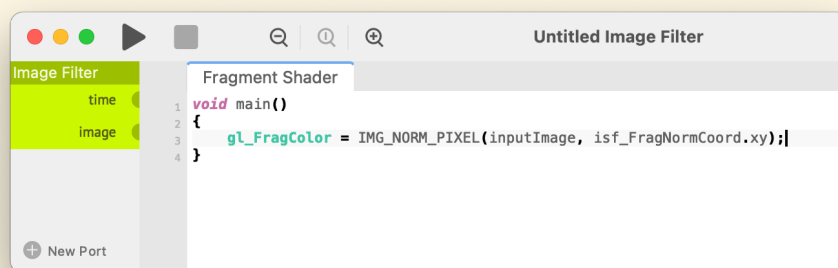 Untitled Image Filter
Image Filter
time
image
New Port
Fragment Shader
1 void main()
2 {
3 gl_FragColor = IMG_NORM_PIXEL(inputImage, isf_FragNormCoord.xy);
4 }